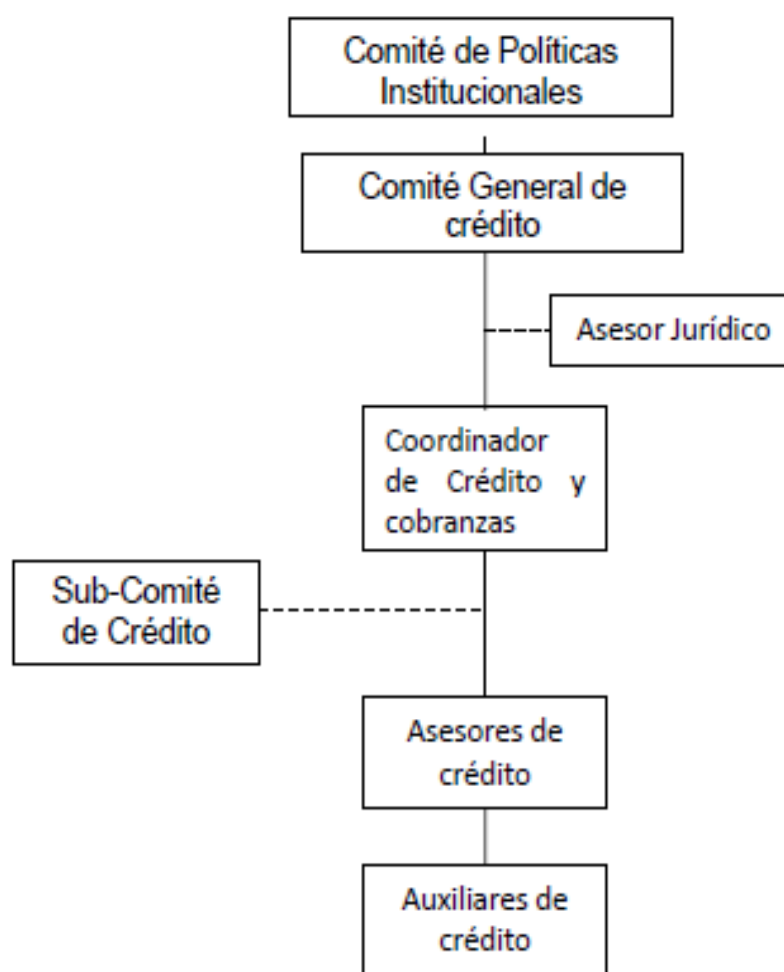 Comité de Políticas
Institucionales
Comité General de
crédito
Asesor Jurídico
Coordinador
de Crédito y
cobranzas
Sub-Comité
de Crédito
Asesores de
crédito
Auxiliares de
crédito